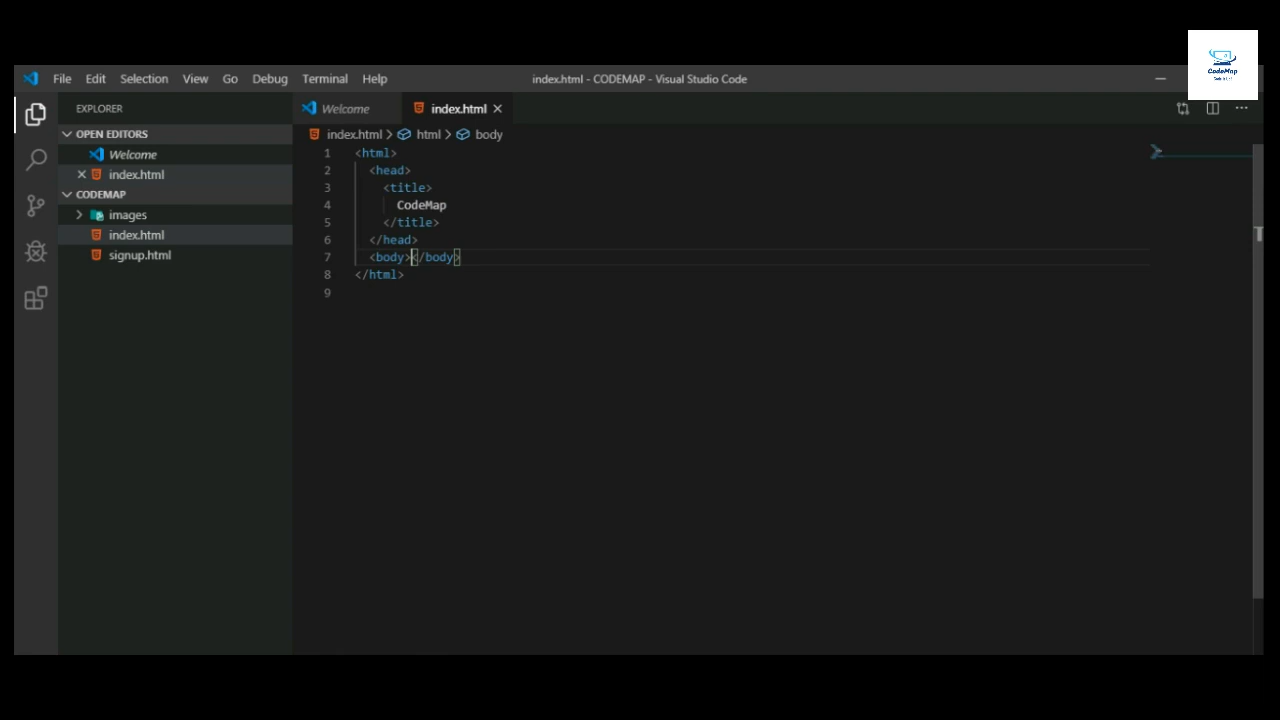 File Edit Selection View Go Debug Terminal Help
index.html - CODEMAP - Visual Studio Code
CodeMap
EXPLORER
Welcome
index.html
OPEN EDITORS
Welcome
index.html
CODEMAP
images
index.html
signup.html
index.html > html > body
1 <html>
2 <head>
3 <title>
4 CodeMap
5 </title>
6 </head>
7 <body></body>
8 </html>
9